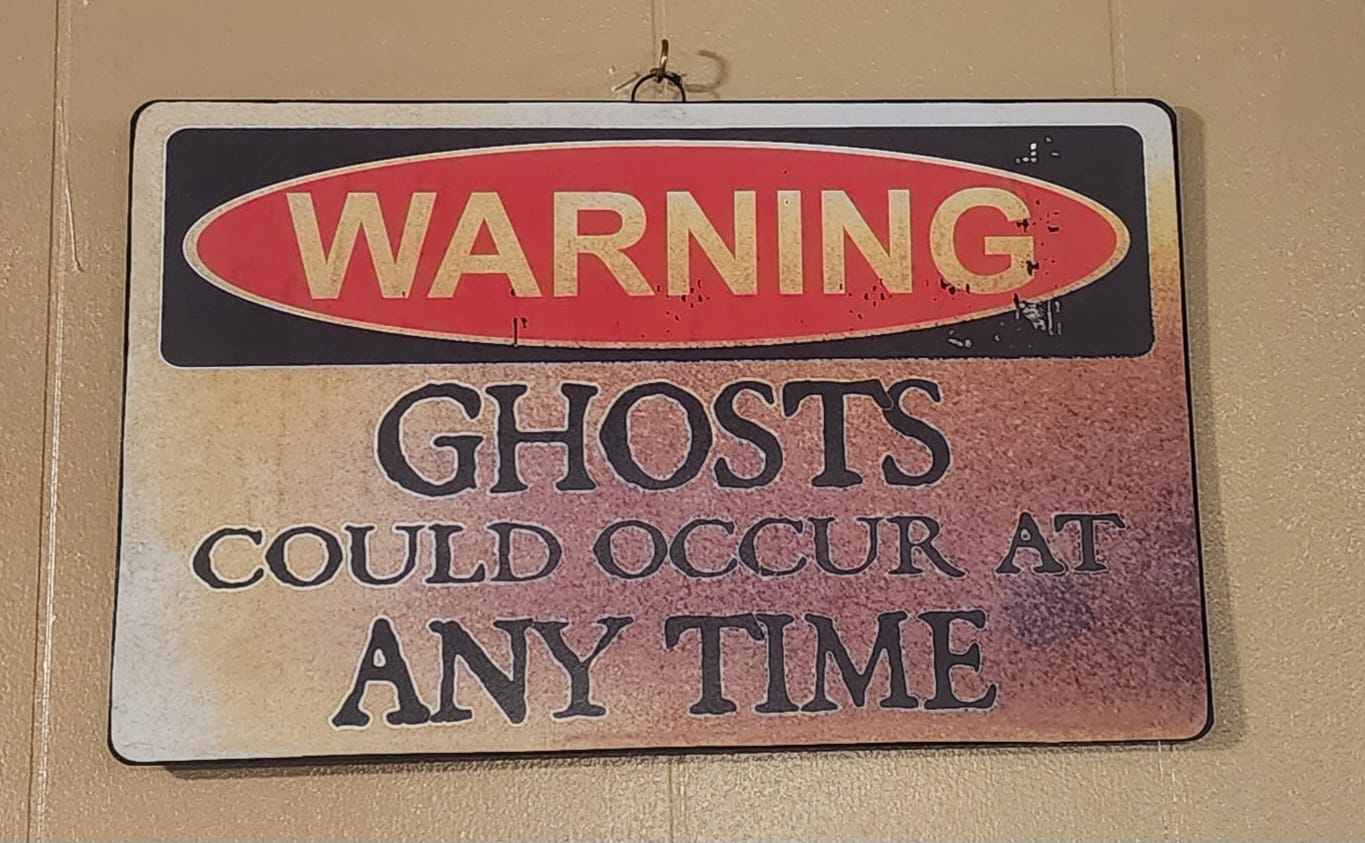 WARNING
GHOSTS
COULD OCCUR AT
ANY TIME